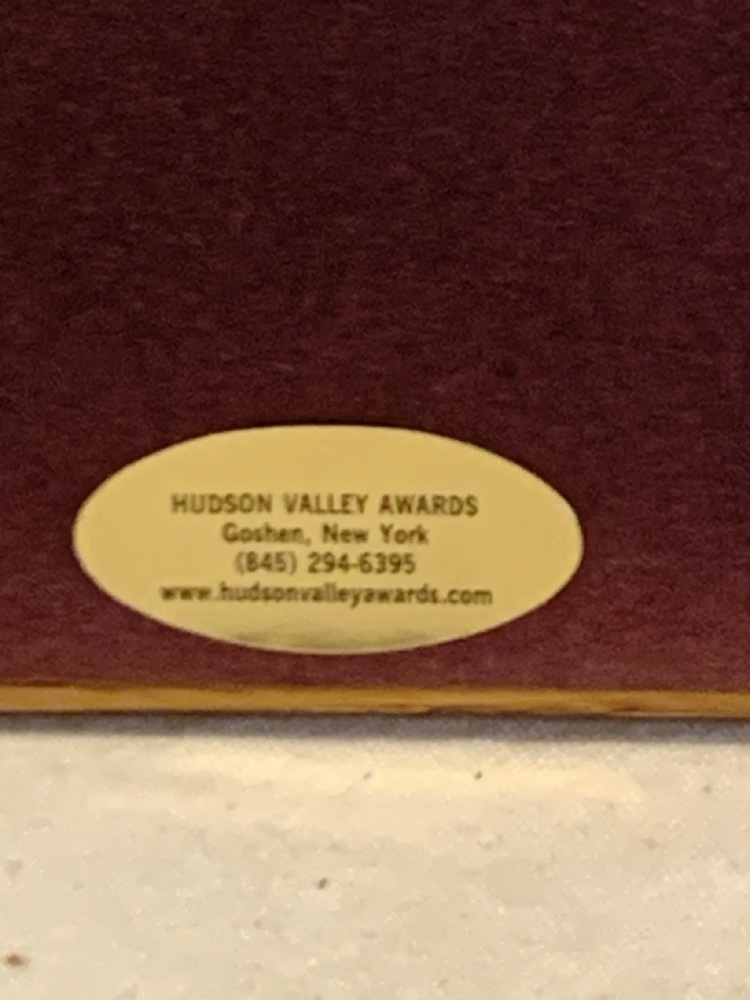 HUDSON VALLEY AWARDS
Goshen, New York
(845) 294-6395
www.hudsonvalleyawards.com